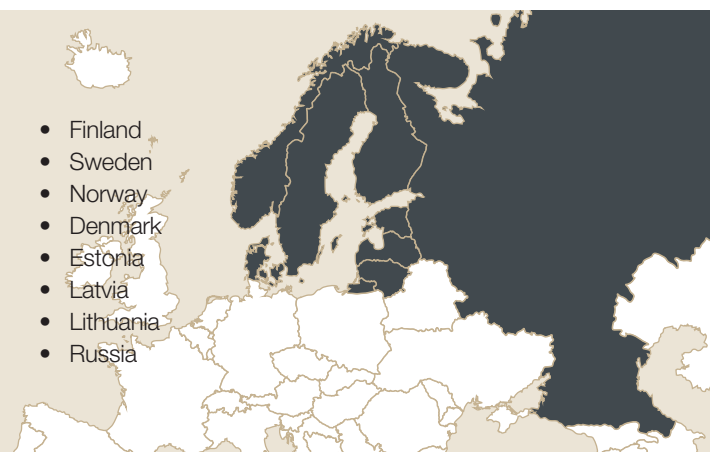 • Finland
• Sweden
• Norway
• Denmark
• Estonia
• Latvia
• Lithuania
• Russia